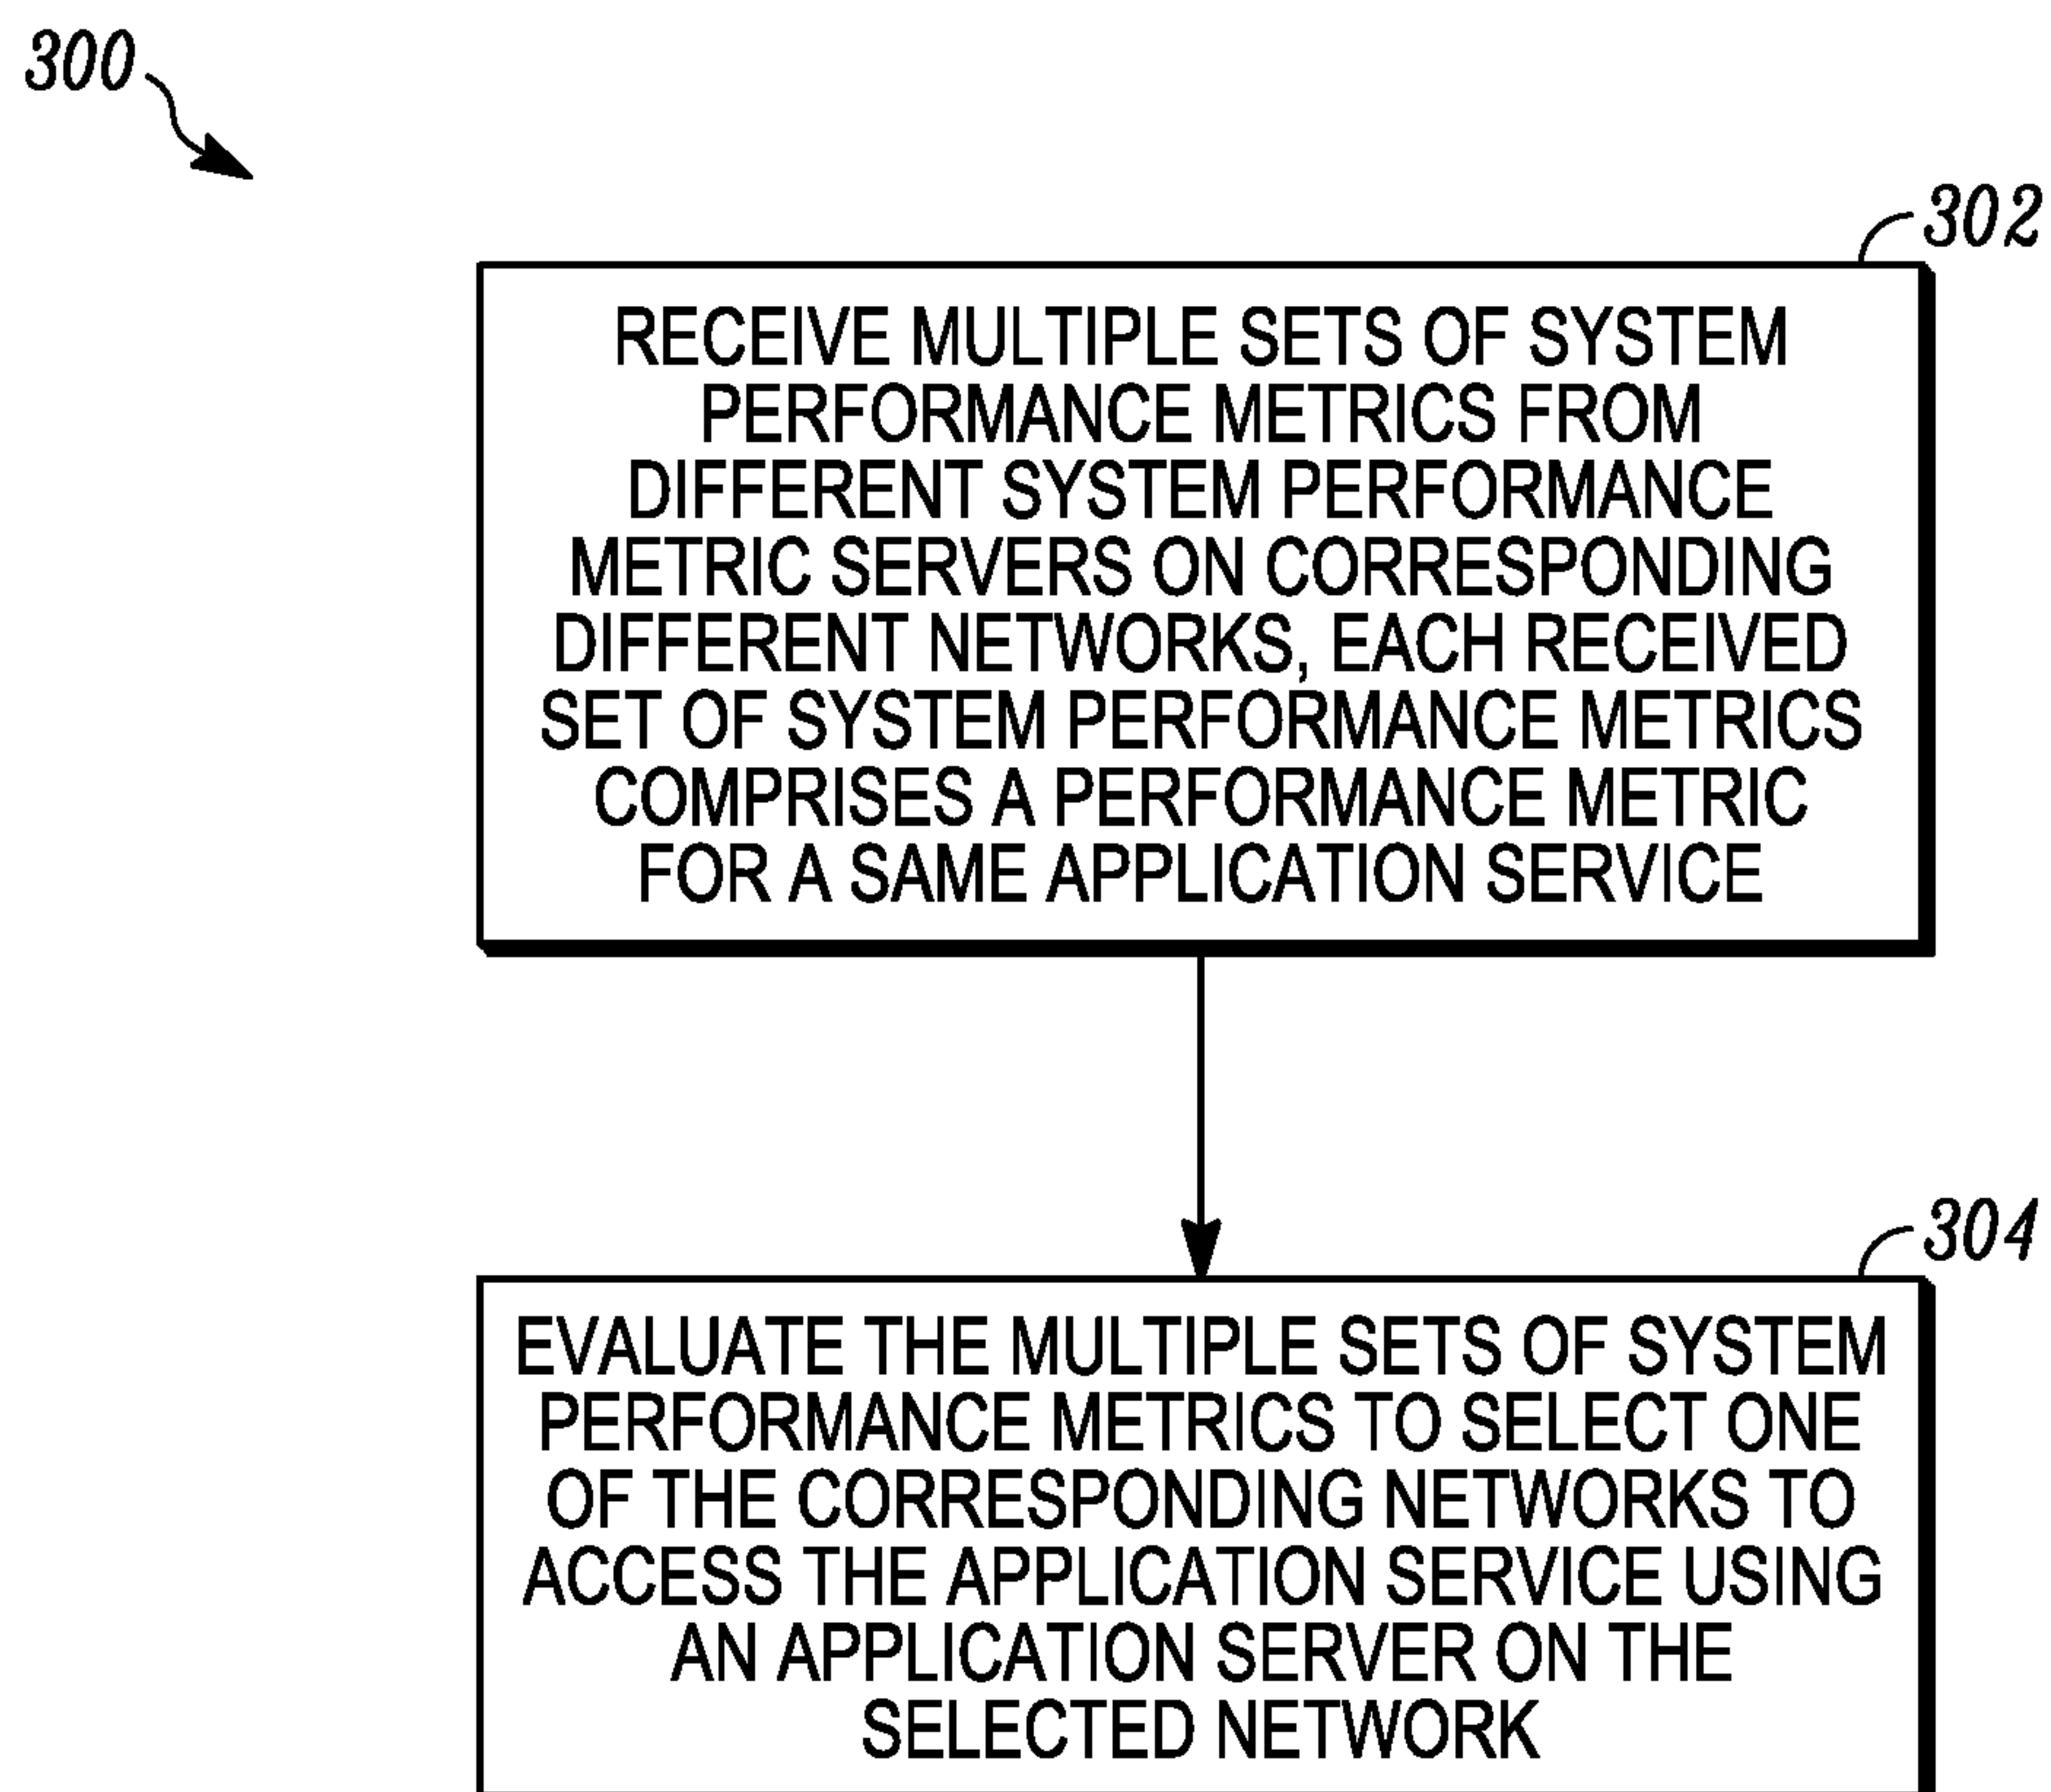 300
302
RECEIVE MULTIPLE SETS OF SYSTEM
PERFORMANCE METRICS FROM
DIFFERENT SYSTEM PERFORMANCE
METRIC SERVERS ON CORRESPONDING
DIFFERENT NETWORKS, EACH RECEIVED
SET OF SYSTEM PERFORMANCE METRICS
COMPRISES A PERFORMANCE METRIC
FOR A SAME APPLICATION SERVICE
304
EVALUATE THE MULTIPLE SETS OF SYSTEM
PERFORMANCE METRICS TO SELECT ONE
OF THE CORRESPONDING NETWORKS TO
ACCESS THE APPLICATION SERVICE USING
AN APPLICATION SERVER ON THE
SELECTED NETWORK